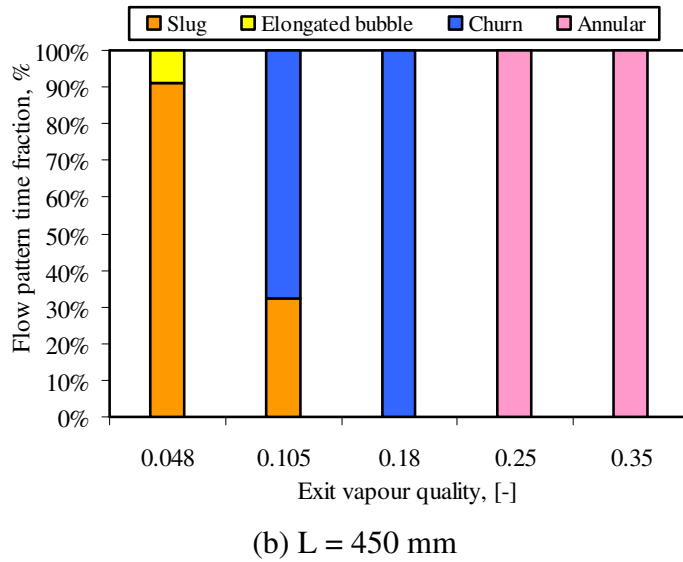 Slug Elongated bubble Churn Annular
100%
90%
80%
70%
60%
50%
40%
30%
20%
10%
0%
Flow pattern time fraction, %
0.048 0.105 0.18 0.25 0.35
Exit vapour quality, [-]
(b) L = 450 mm